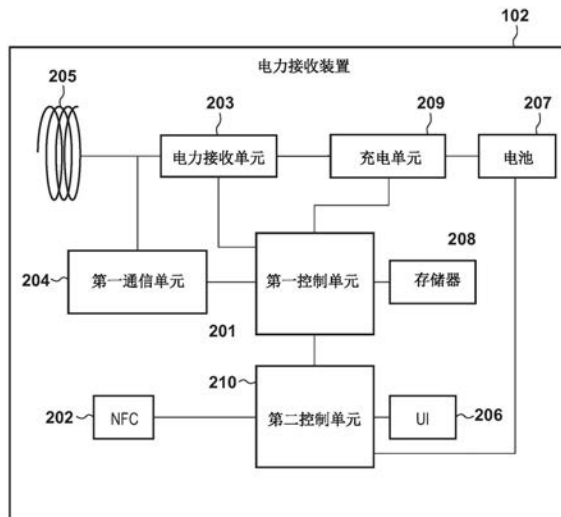 102
电力接收装置
205
203
209
207
电力接收单元
充电单元
电池
208
204
第一通信单元
第一控制单元
存储器
201
210
202
NFC
第二控制单元
UI
206